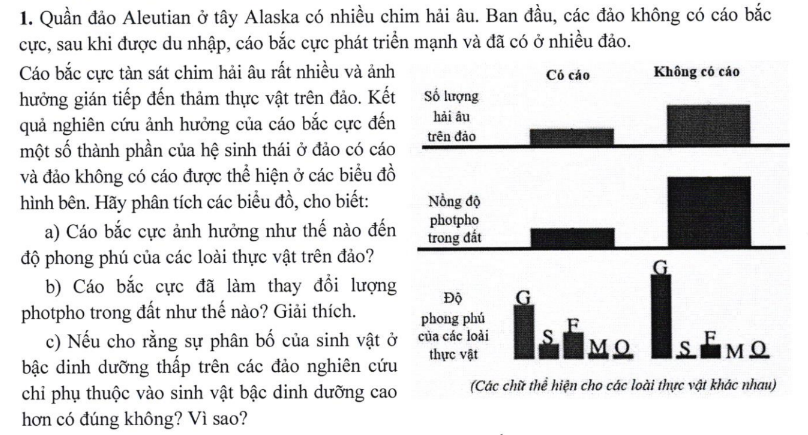 1. Quần đảo Aleutian ở tây Alaska có nhiều chim hải âu. Ban đầu, các đảo không có cáo bắc
cực, sau khi được du nhập, cáo bắc cực phát triển mạnh và đã có ở nhiều đảo.
Cáo bắc cực tàn sát chim hải âu rất nhiều và ảnh
hưởng gián tiếp đến thảm thực vật trên đảo. Kết
quả nghiên cứu ảnh hưởng của cáo bắc cực đến
một số thành phần của hệ sinh thái ở đảo có cáo
và đảo không có cáo được thể hiện ở các biểu đồ
hình bên. Hãy phân tích các biểu đồ, cho biết:
a) Cáo bắc cực ảnh hưởng như thế nào đến
độ phong phú của các loài thực vật trên đảo?
b) Cáo bắc cực đã làm thay đổi lượng
photpho trong đất như thế nào? Giải thích.
c) Nếu cho rằng sự phân bố của sinh vật ở
bậc dinh dưỡng thấp trên các đảo nghiên cứu
chỉ phụ thuộc vào sinh vật bậc dinh dưỡng cao
hơn có đúng không? Vì sao?
Có cáo Không có cáo
Số lượng
hải âu
trên đảo
Nồng độ
photpho
trong đất
Độ
phong phú
của các loài
thực vật
G S F M O
G S F M O
(Các chữ thể hiện cho các loài thực vật khác nhau)